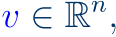 v ∈ ℝⁿ,